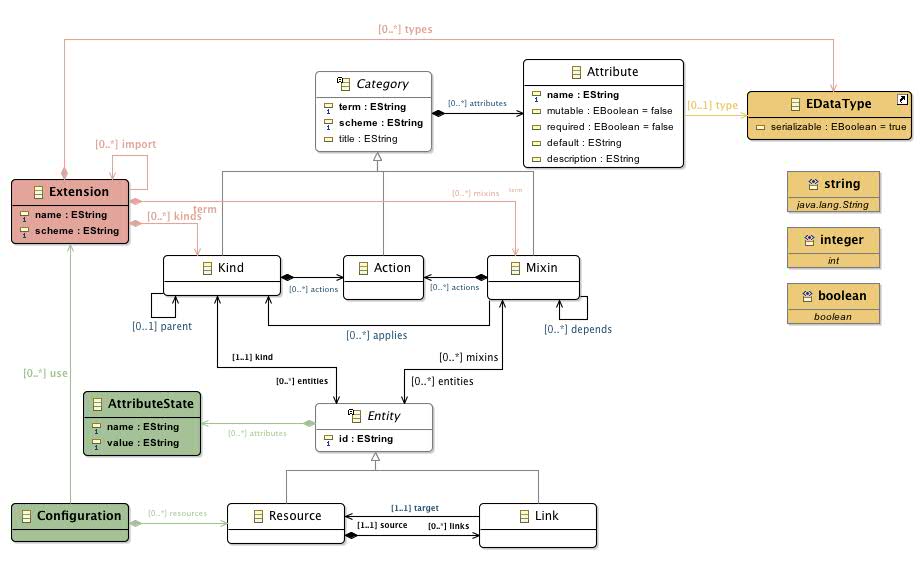 [0..*] types
Category
term : EString
scheme : EString
title : EString
[0..*] attributes
Attribute
name : EString
mutable : EBoolean = false
required : EBoolean = false
default : EString
description : EString
[0..1] type
EDataType
serializable : EBoolean = true
[0..*] import
Extension
name : EString
scheme : EString
[0..*] mixins
term
[0..*] kinds
term
string
java.lang.String
integer
int
boolean
boolean
Kind
[0..*] actions
Action
[0..*] actions
Mixin
[0..1] parent
[0..*] applies
[0..*] depends
[1..1] kind
[0..*] entities
[0..*] mixins
[0..*] entities
[0..*] use
AttributeState
name : EString
value : EString
[0..*] attributes
Entity
id : EString
Configuration
[0..*] resources
Resource
[1..1] target
[1..1] source
[0..*] links
Link